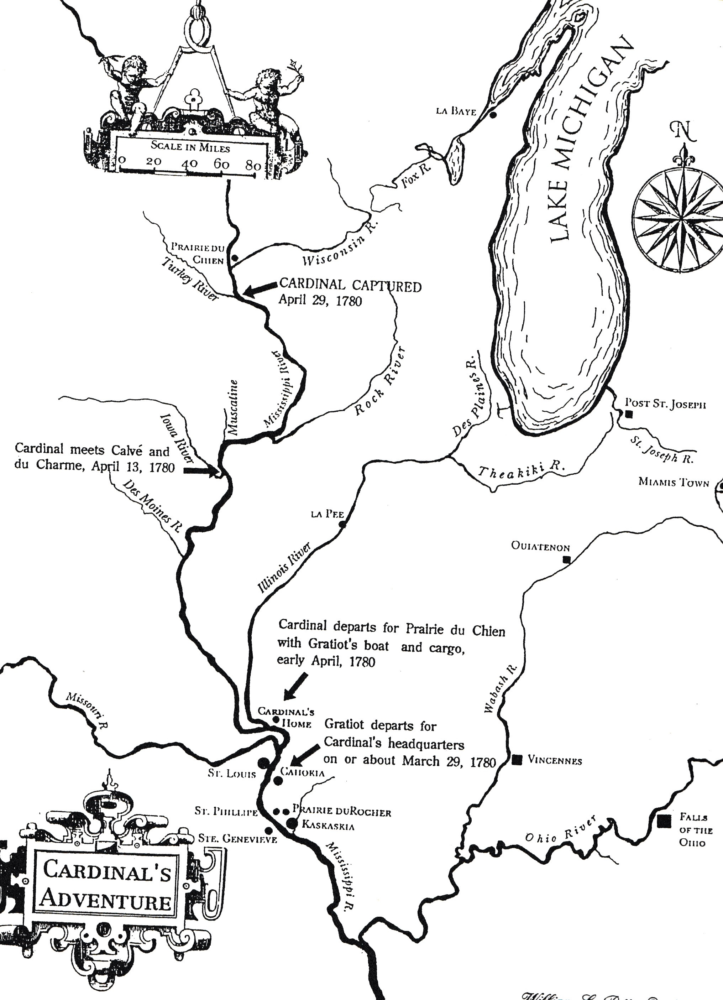 N
LAKE MICHIGAN
SCALE IN MILES
0 20 40 60 80
LA BAYE
Fox R.
Wisconsin R.
PRAIRIE DU
CHIEN
Turkey River
CARDINAL CAPTURED
April 29, 1780
Mississippi River
Rock River
Des Plaines R.
Muscatine
Iowa River
POST ST. JOSEPH
St. Joseph R.
Cardinal meets Calvé and
du Charme, April 13, 1780
Theakiki R.
MIAMIS TOWN
Des Moines R.
LA PEE
Illinois River
OUIATENON
Cardinal departs for Prairie du Chien
with Gratiot's boat and cargo,
early April, 1780
Wabash R.
Missouri R
CARDINAL'S
HOME
Gratiot departs for
Cardinal's headquarters
on or about March 29, 1780
VINCENNES
ST. LOUIS
CAHOKIA
ST. PHILLIPE
PRAIRIE DU ROCHER
KASKASKIA
STE. GENEVIEVE
Ohio River
FALLS
OF THE
OHIO
Mississippi R.
CARDINAL'S
ADVENTURE